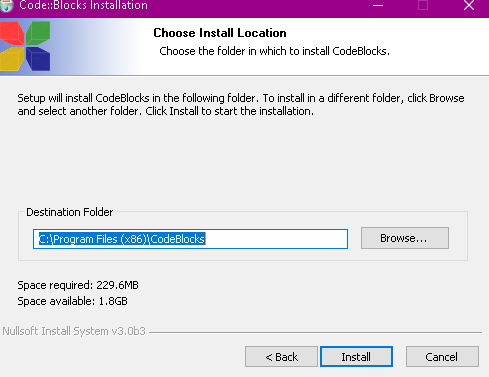 Code::Blocks Installation
Choose Install Location
Choose the folder in which to install CodeBlocks.
Setup will install CodeBlocks in the following folder. To install in a different folder, click Browse
and select another folder. Click Install to start the installation.
Destination Folder
C:\Program Files (x86)\CodeBlocks
Browse...
Space required: 229.6MB
Space available: 1.8GB
Nullsoft Install System v3.0b3
< Back
Install
Cancel